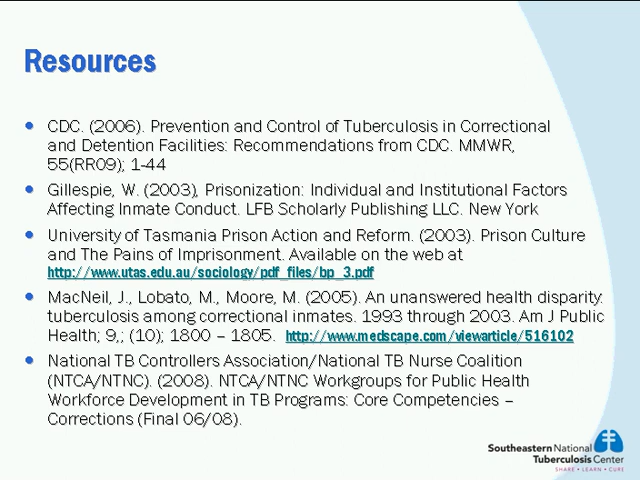 Resources
CDC. (2006). Prevention and Control of Tuberculosis in Correctional
and Detention Facilities: Recommendations from CDC. MMWR,
55(RR09); 1-44
Gillespie, W. (2003), Prisonization: Individual and Institutional Factors
Affecting Inmate Conduct. LFB Scholarly Publishing LLC. New York
University of Tasmania Prison Action and Reform. (2003). Prison Culture
and The Pains of Imprisonment. Available on the web at
http://www.utas.edu.au/sociology/pdf_files/bp_3.pdf
MacNeil, J., Lobato, M., Moore, M. (2005). An unanswered health disparity:
tuberculosis among correctional inmates. 1993 through 2003. Am J Public
Health; 9,; (10); 1800 – 1805. http://www.medscape.com/viewarticle/516102
National TB Controllers Association/National TB Nurse Coalition
(NTCA/NTNC). (2008). NTCA/NTNC Workgroups for Public Health
Workforce Development in TB Programs: Core Competencies –
Corrections (Final 06/08).
Southeastern National
Tuberculosis Center
SHARE • LEARN • CURE